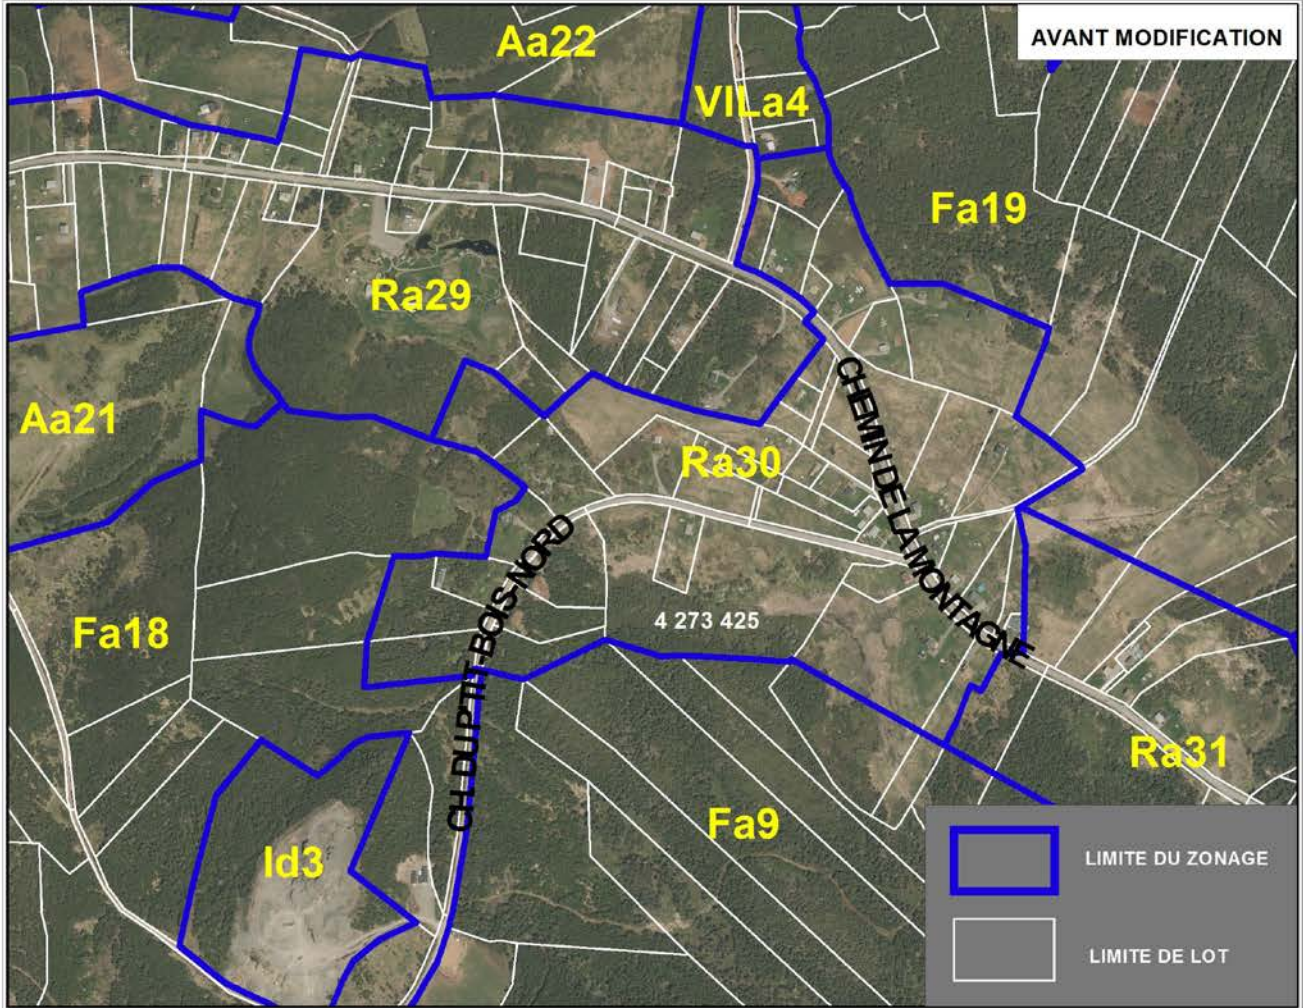 AVANT MODIFICATION
Aa22
VILa4
Fa19
Ra29
Aa21
CHEMIN DE LA MONTAGNE
Ra30
CH. DU P'TIT-BOIS-NORD
4 273 425
Fa18
Ra31
Fa9
Id3
LIMITE DU ZONAGE
LIMITE DE LOT